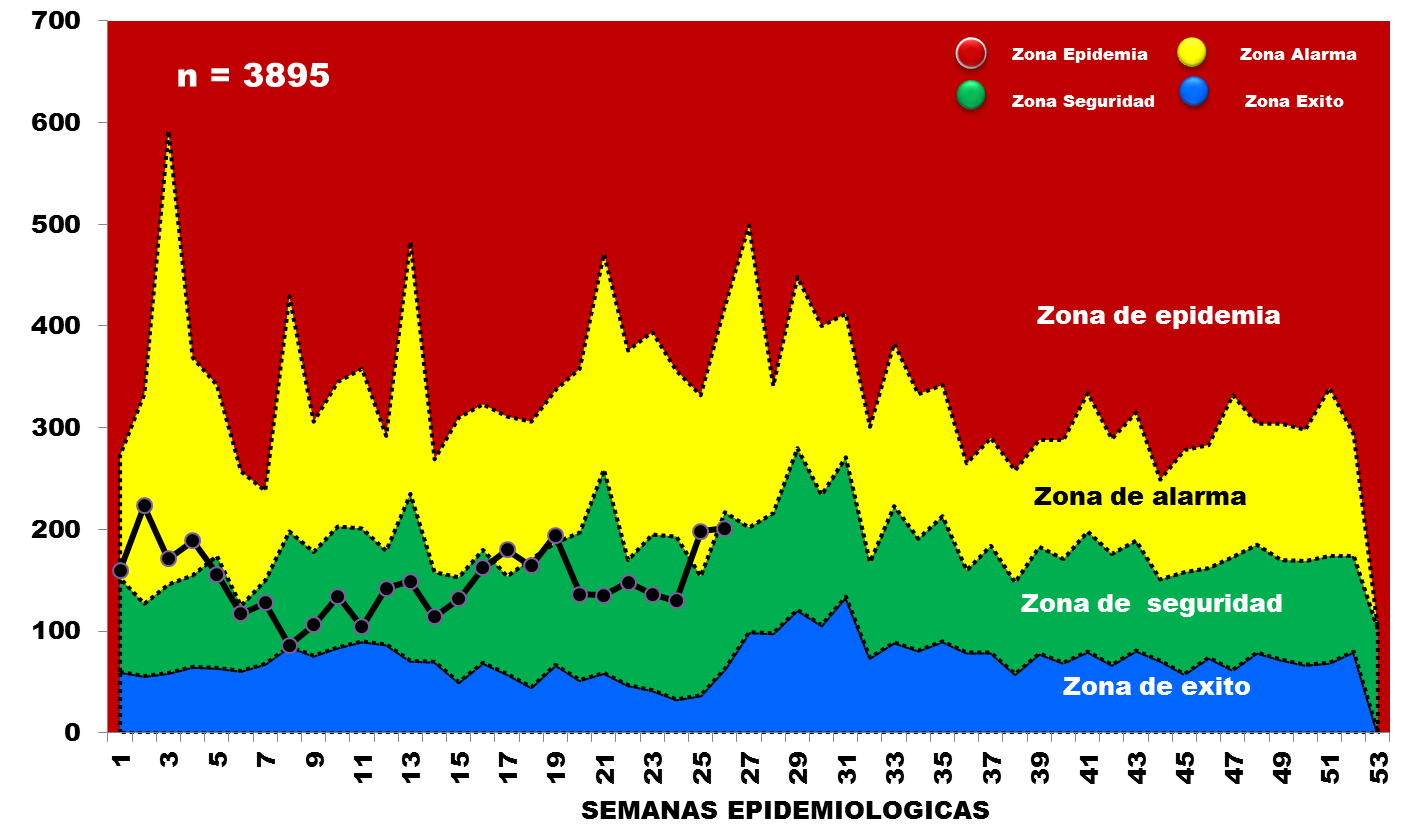 700
600
500
400
300
200
100
0
n = 3895
Zona Epidemia
Zona Alarma
Zona Seguridad
Zona Exito
Zona de epidemia
Zona de alarma
Zona de  seguridad
Zona de exito
1 3 5 7 9 11 13 15 17 19 21 23 25 27 29 31 33 35 37 39 41 43 45 47 49 51 53
SEMANAS EPIDEMIOLOGICAS